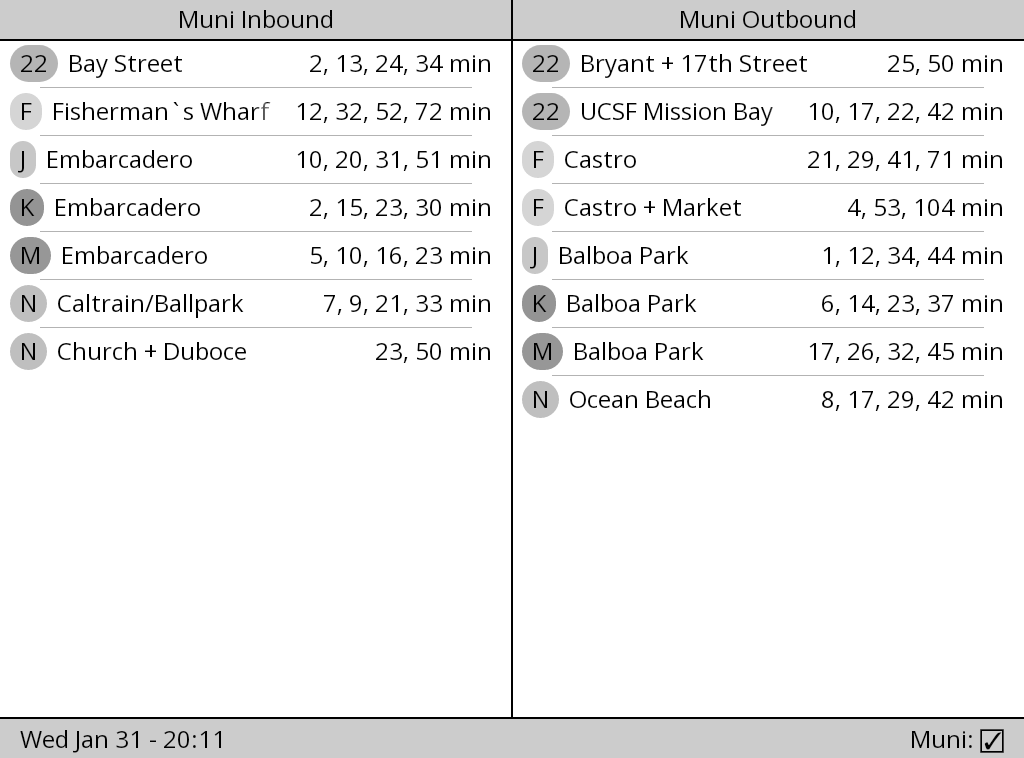 Muni Inbound
22 Bay Street 2, 13, 24, 34 min
F Fisherman`s Wharf 12, 32, 52, 72 min
J Embarcadero 10, 20, 31, 51 min
K Embarcadero 2, 15, 23, 30 min
M Embarcadero 5, 10, 16, 23 min
N Caltrain/Ballpark 7, 9, 21, 33 min
N Church + Duboce 23, 50 min
Muni Outbound
22 Bryant + 17th Street 25, 50 min
22 UCSF Mission Bay 10, 17, 22, 42 min
F Castro 21, 29, 41, 71 min
F Castro + Market 4, 53, 104 min
J Balboa Park 1, 12, 34, 44 min
K Balboa Park 6, 14, 23, 37 min
M Balboa Park 17, 26, 32, 45 min
N Ocean Beach 8, 17, 29, 42 min
Wed Jan 31 - 20:11
Muni: ☑